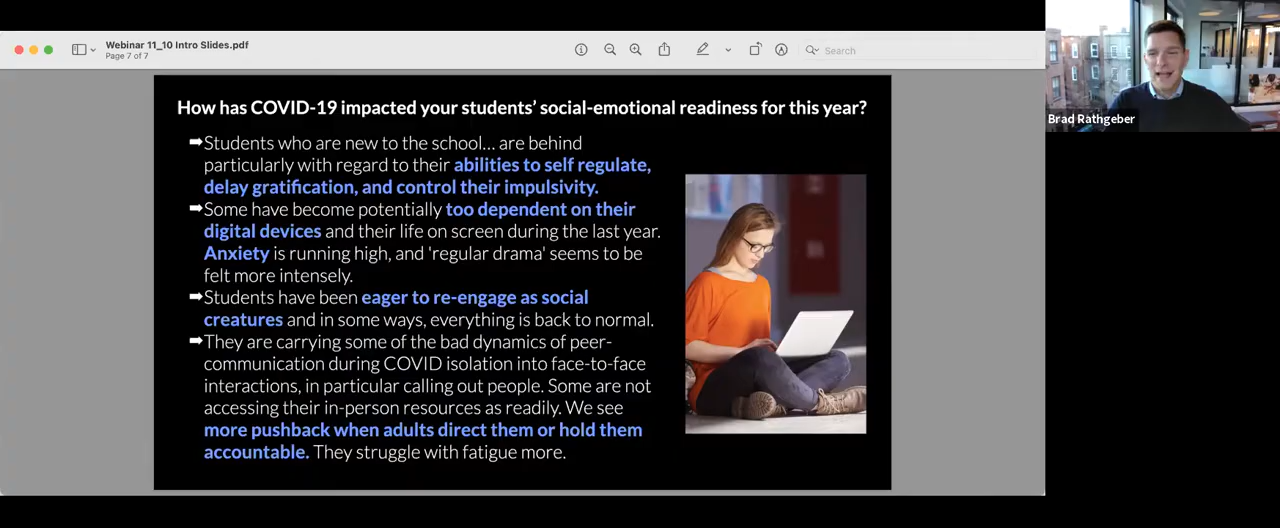 Webinar 11_10 Intro Slides.pdf
Page 7 of 7
Search
Brad Rathgeber
How has COVID-19 impacted your students' social-emotional readiness for this year?
➡Students who are new to the school... are behind
particularly with regard to their abilities to self regulate,
delay gratification, and control their impulsivity.
➡Some have become potentially too dependent on their
digital devices and their life on screen during the last year.
Anxiety is running high, and 'regular drama' seems to be
felt more intensely.
➡Students have been eager to re-engage as social
creatures and in some ways, everything is back to normal.
➡They are carrying some of the bad dynamics of peer-
communication during COVID isolation into face-to-face
interactions, in particular calling out people. Some are not
accessing their in-person resources as readily. We see
more pushback when adults direct them or hold them
accountable. They struggle with fatigue more.